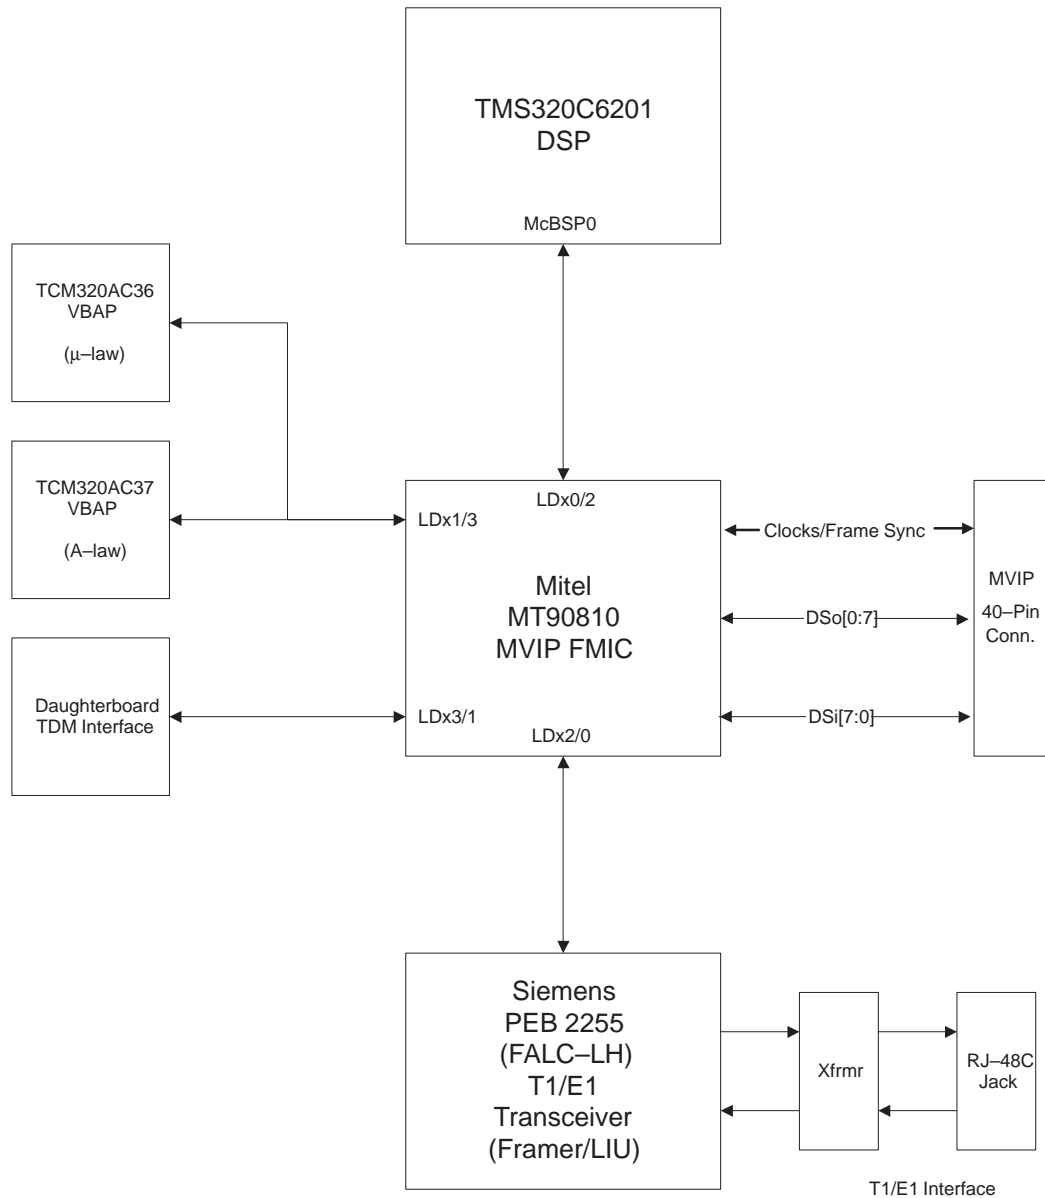 TMS320C6201
DSP
McBSP0
TCM320AC36
VBAP
(μ–law)
TCM320AC37
VBAP
(A–law)
Daughterboard
TDM Interface
LDx0/2
LDx1/3
Mitel
MT90810
MVIP FMIC
LDx3/1
LDx2/0
Clocks/Frame Sync
DSo[0:7]
DSi[7:0]
MVIP
40–Pin
Conn.
Siemens
PEB 2255
(FALC–LH)
T1/E1
Transceiver
(Framer/LIU)
Xfrmr
RJ–48C
Jack
T1/E1 Interface